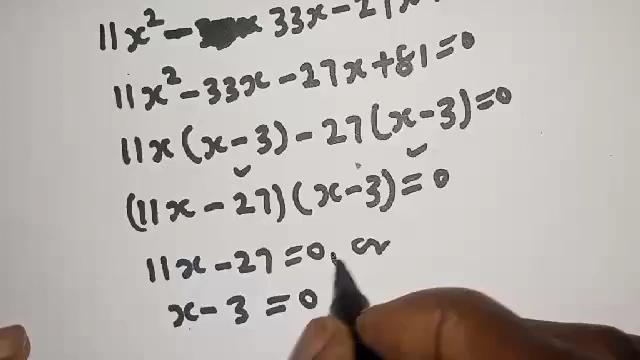 11x² - 33x - 27x
11x² - 33x - 27x + 81 = 0
11x(x - 3) - 27(x - 3) = 0
(11x - 27)(x - 3) = 0
11x - 27 = 0, or
x - 3 = 0